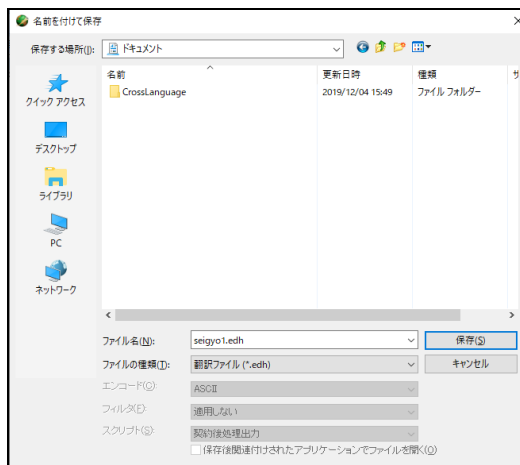 名前を付けて保存
保存する場所(I):
ドキュメント
名前
更新日時
種類
サ
CrossLanguage
2019/12/04 15:49
ファイル フォルダー
クイック アクセス
デスクトップ
ライブラリ
PC
ネットワーク
ファイル名(N):
seigyo1.edh
保存(S)
ファイルの種類(T):
翻訳ファイル (*.edh)
キャンセル
エンコード(C):
ASCII
フィルタ(F):
適用しない
スクリプト(S):
契約後処理出力
保存後関連付けされたアプリケーションでファイルを開く(O)